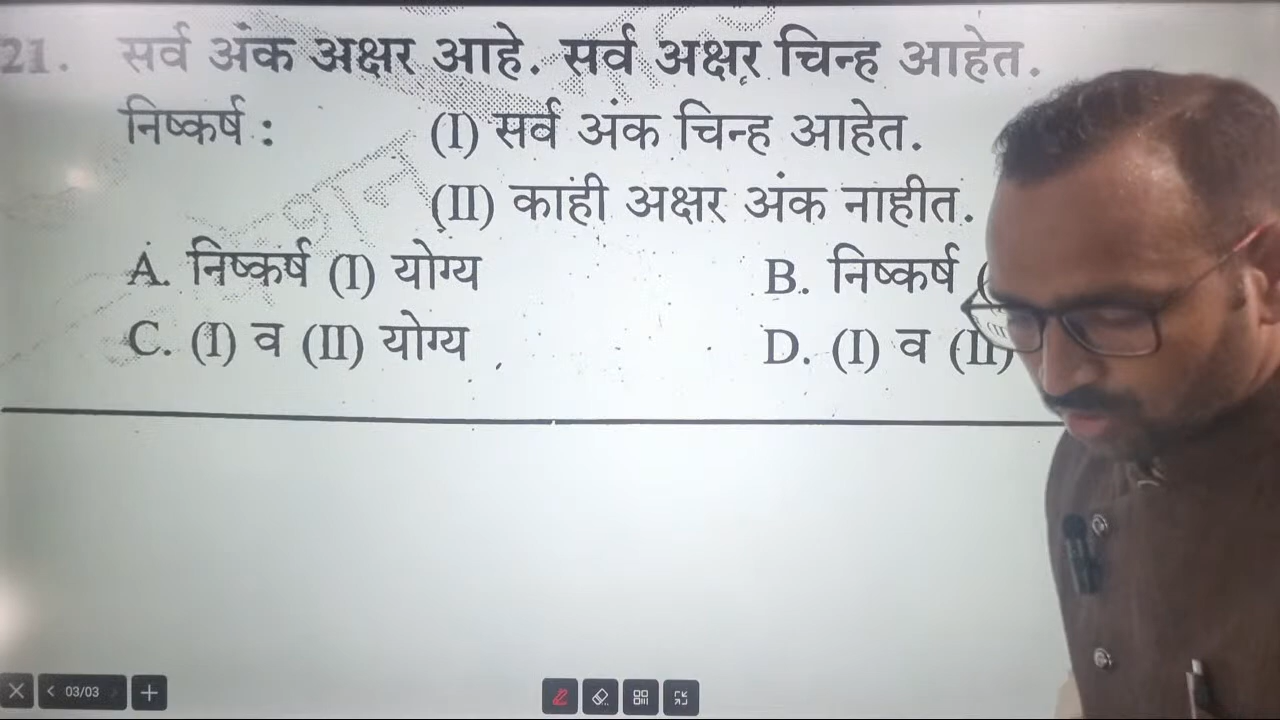 21. सर्व अंक अक्षर आहे. सर्व अक्षर चिन्ह आहेत.
निष्कर्ष : (I) सर्व अंक चिन्ह आहेत.
(II) कांही अक्षर अंक नाहीत.
A. निष्कर्ष (I) योग्य B. निष्कर्ष
C. (I) व (II) योग्य D. (I) व (II)
03/03